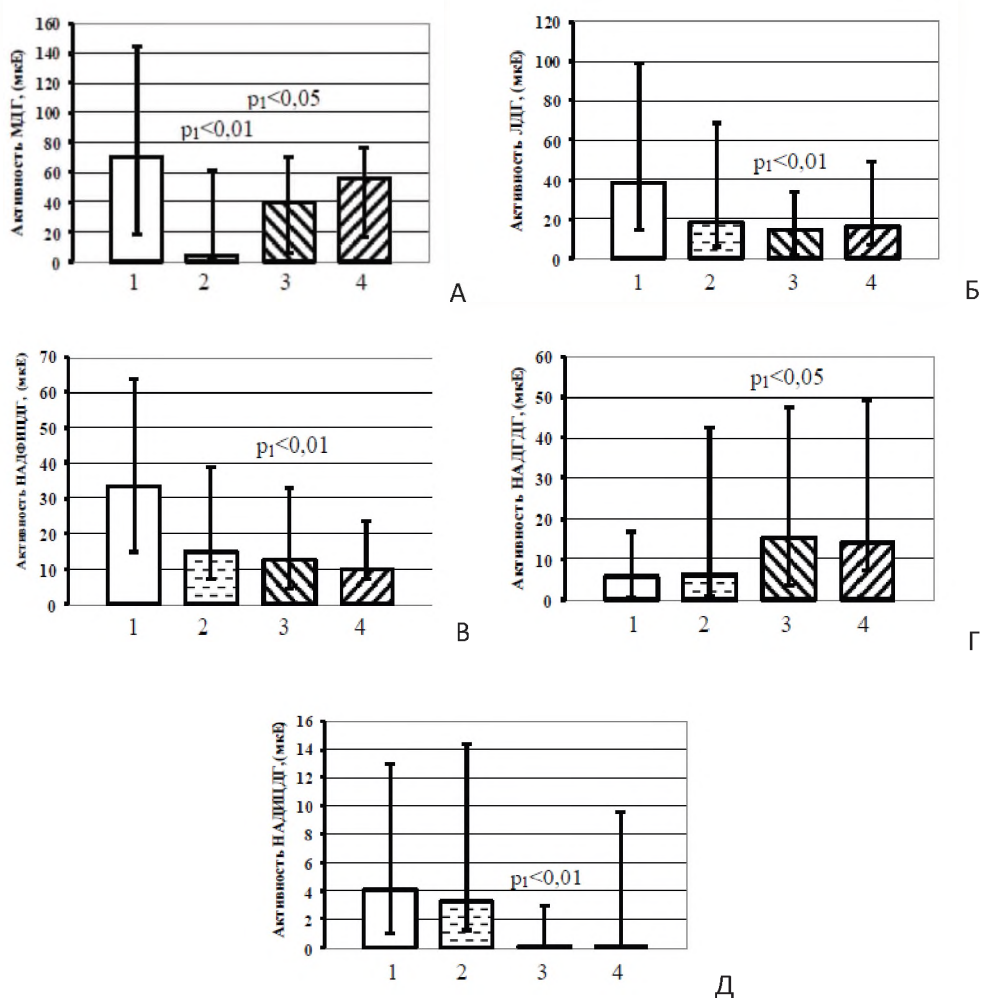 Активность МДГ, (мкЕ)
160
140
120
100
80
60
40
20
0
p₁<0,05
p₁<0,01
1 2 3 4
А
Активность ЛДГ, (мкЕ)
120
100
80
60
40
20
0
p₁<0,01
1 2 3 4
Б
Активность НАДФИЦДГ, (мкЕ)
70
60
50
40
30
20
10
0
p₁<0,01
1 2 3 4
В
Активность НАДГДГ, (мкЕ)
60
50
40
30
20
10
0
p₁<0,05
1 2 3 4
Г
Активность НАДИЦДГ,(мкЕ)
16
14
12
10
8
6
4
2
0
p₁<0,01
1 2 3 4
Д